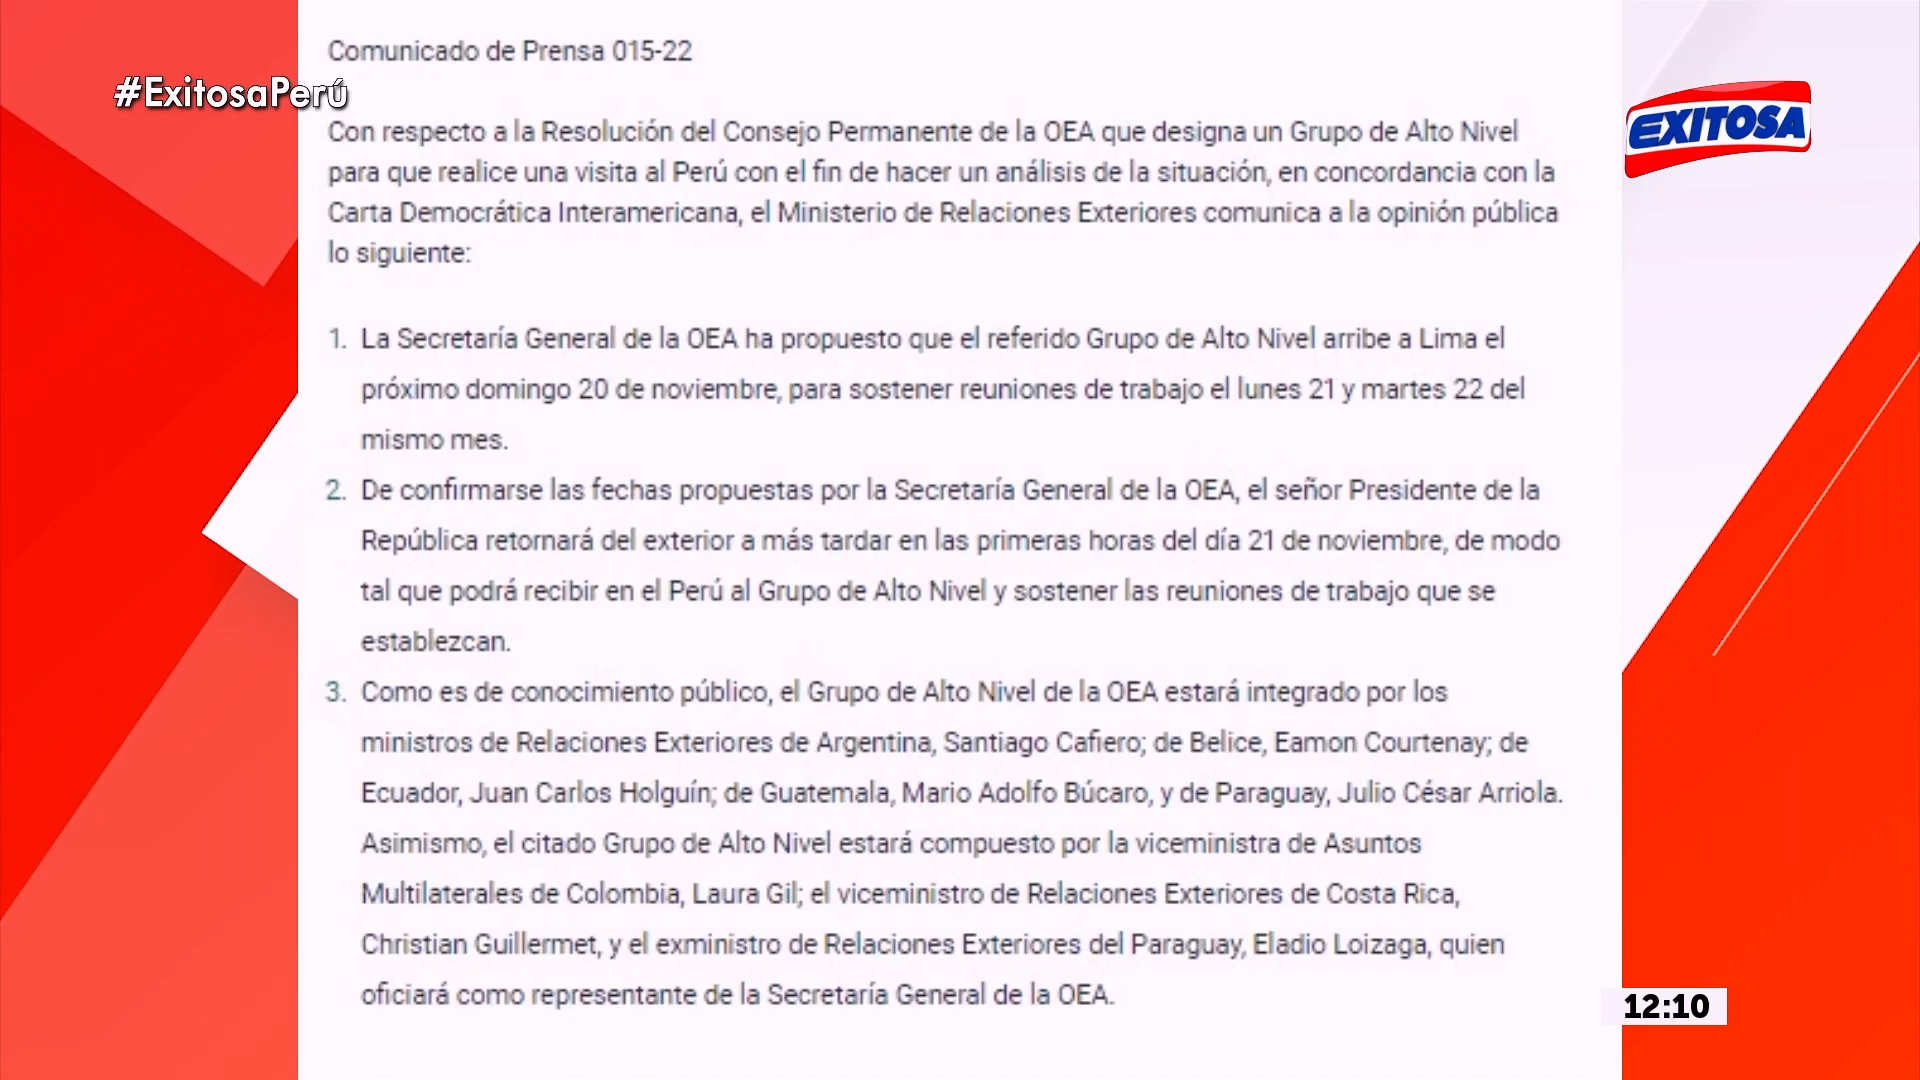 Comunicado de Prensa 015-22
#ExitosaPerú
EXITOSA
Con respecto a la Resolución del Consejo Permanente de la OEA que designa un Grupo de Alto Nivel
para que realice una visita al Perú con el fin de hacer un análisis de la situación, en concordancia con la
Carta Democrática Interamericana, el Ministerio de Relaciones Exteriores comunica a la opinión pública
lo siguiente:
1. La Secretaría General de la OEA ha propuesto que el referido Grupo de Alto Nivel arribe a Lima el
próximo domingo 20 de noviembre, para sostener reuniones de trabajo el lunes 21 y martes 22 del
mismo mes.
2. De confirmarse las fechas propuestas por la Secretaría General de la OEA, el señor Presidente de la
República retornará del exterior a más tardar en las primeras horas del día 21 de noviembre, de modo
tal que podrá recibir en el Perú al Grupo de Alto Nivel y sostener las reuniones de trabajo que se
establezcan.
3. Como es de conocimiento público, el Grupo de Alto Nivel de la OEA estará integrado por los
ministros de Relaciones Exteriores de Argentina, Santiago Cafiero; de Belice, Eamon Courtenay; de
Ecuador, Juan Carlos Holguín; de Guatemala, Mario Adolfo Búcaro, y de Paraguay, Julio César Arriola.
Asimismo, el citado Grupo de Alto Nivel estará compuesto por la viceministra de Asuntos
Multilaterales de Colombia, Laura Gil; el viceministro de Relaciones Exteriores de Costa Rica,
Christian Guillermet, y el exministro de Relaciones Exteriores del Paraguay, Eladio Loizaga, quien
oficiará como representante de la Secretaría General de la OEA.
12:10